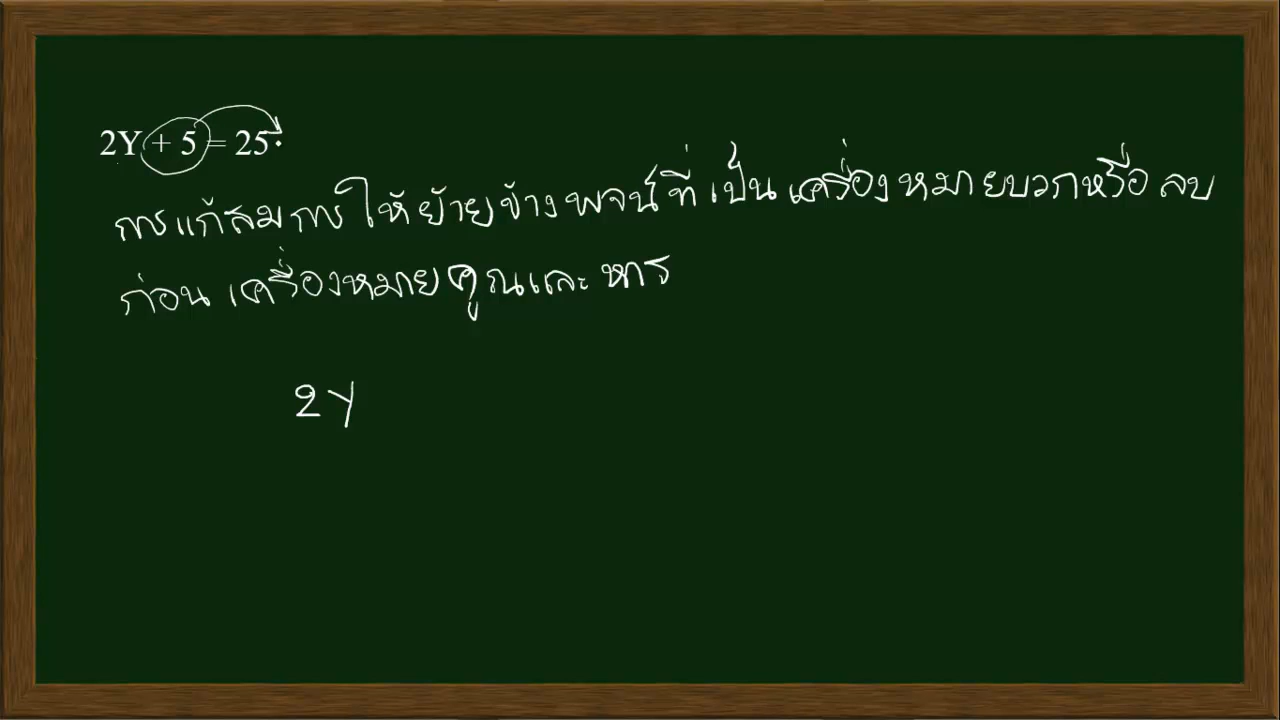 2Y + 5 = 25
การแก้สมการให้ย้ายข้างพจน์ที่เป็นเครื่องหมายบวกหรือลบ
ก่อนเครื่องหมายคูณและหาร
2Y